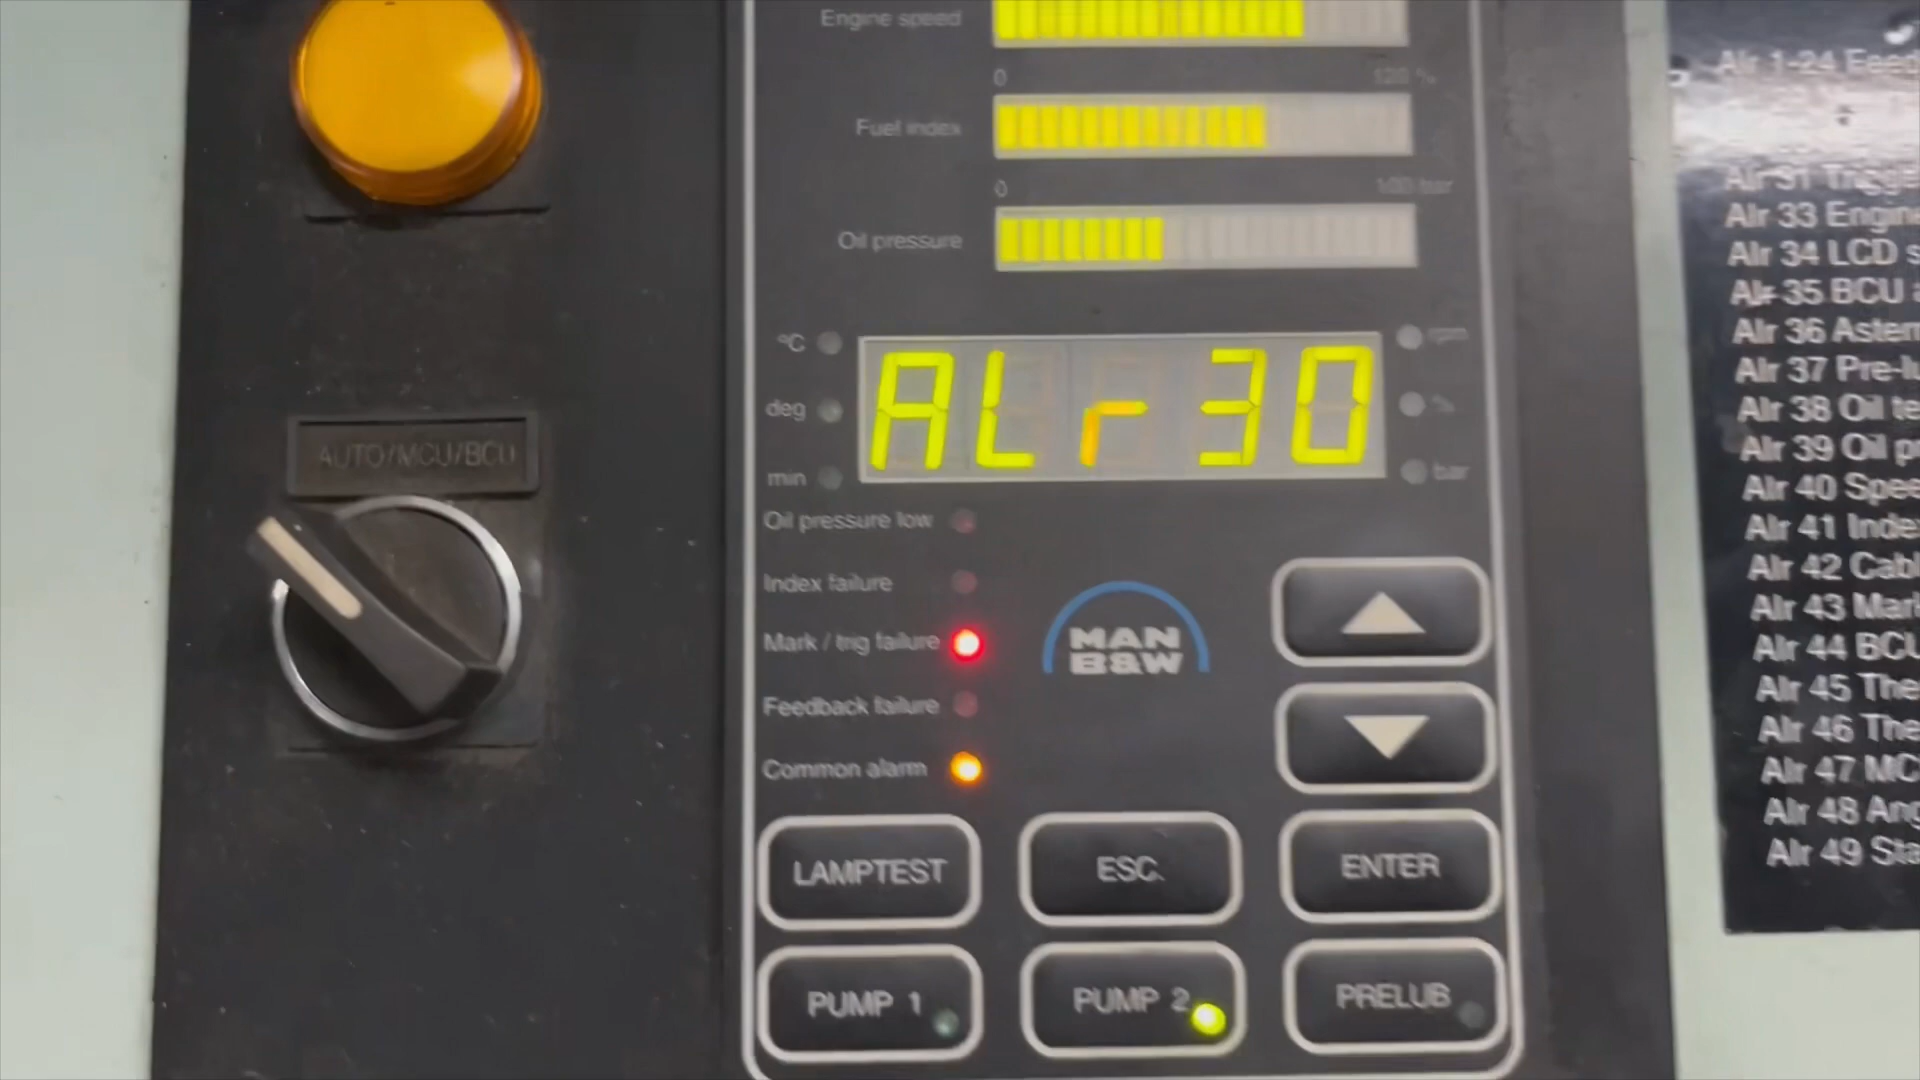 Engine speed
0 120 %
Fuel index
0 100 bar
Oil pressure
°C
rpm
deg
%
min
bar
ALr 30
AUTO/MCU/BCU
Oil pressure low
Index failure
Mark / trig failure
Feedback failure
Common alarm
MAN
B&W
LAMPTEST
ESC.
ENTER
PUMP 1
PUMP 2
PRELUB
Alr 1-24 Feed
Alr 31 Trigge
Alr 33 Engine
Alr 34 LCD s
Alr 35 BCU a
Alr 36 Astern
Alr 37 Pre-lu
Alr 38 Oil te
Alr 39 Oil pr
Alr 40 Spee
Alr 41 Index
Alr 42 Cabl
Alr 43 Mark
Alr 44 BCU
Alr 45 The
Alr 46 The
Alr 47 MC
Alr 48 Ang
Alr 49 Sta